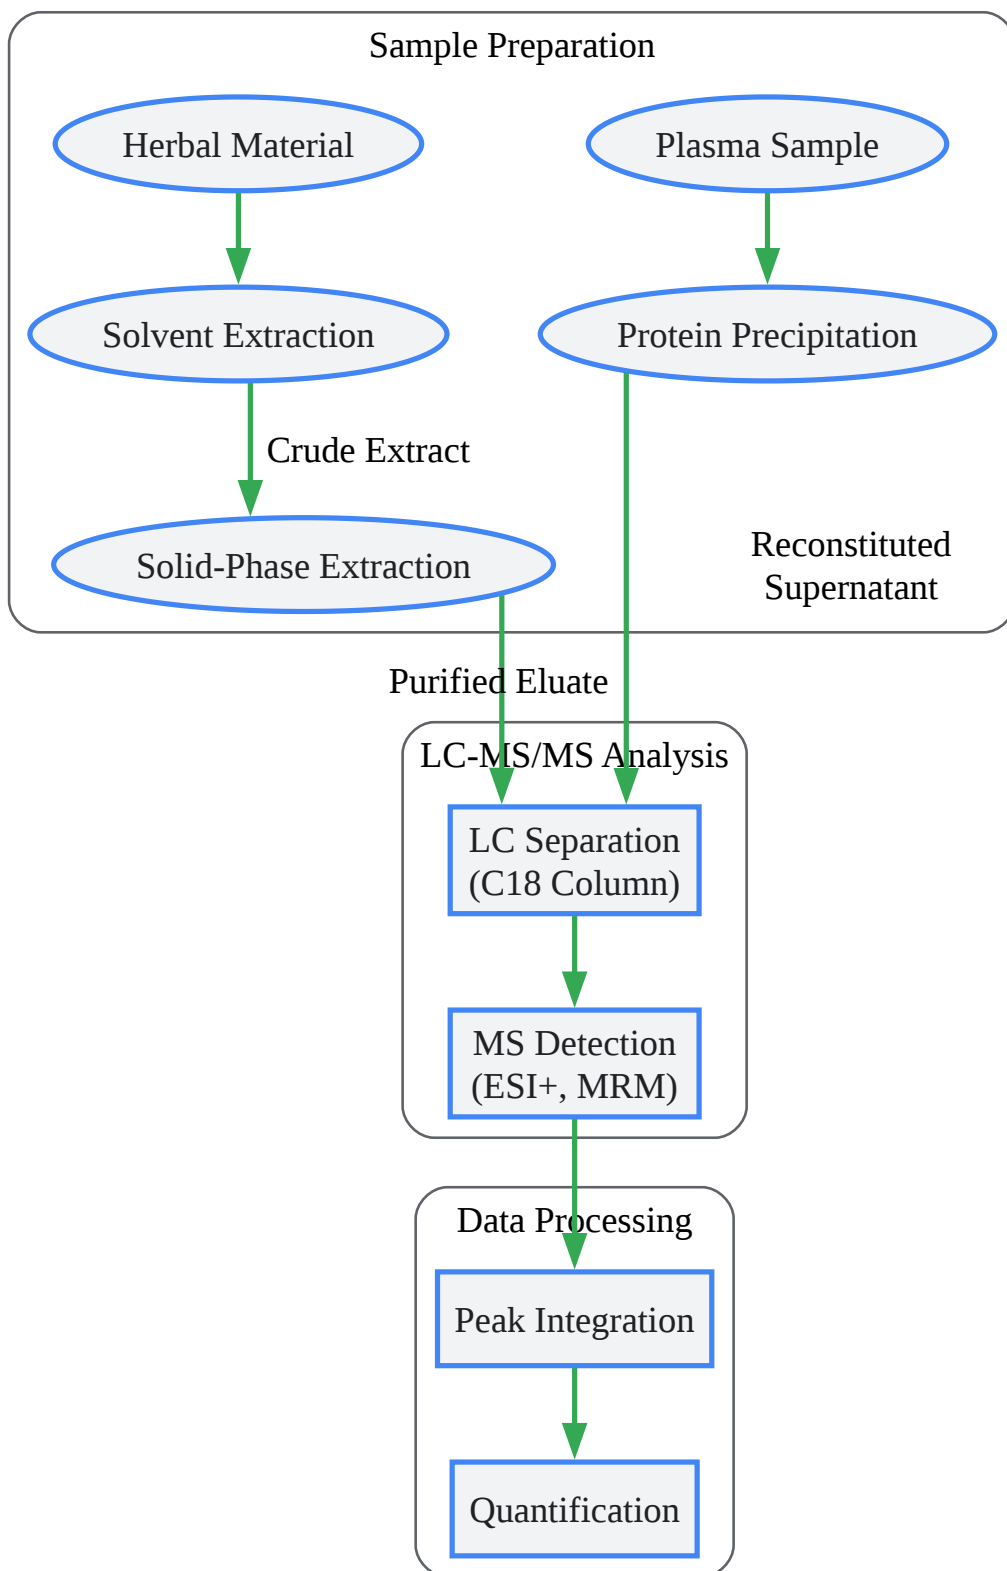 Sample Preparation
Herbal Material
Plasma Sample
Solvent Extraction
Protein Precipitation
Crude Extract
Solid-Phase Extraction
Reconstituted
Supernatant
Purified Eluate
LC-MS/MS Analysis
LC Separation
(C18 Column)
MS Detection
(ESI+, MRM)
Data Processing
Peak Integration
Quantification